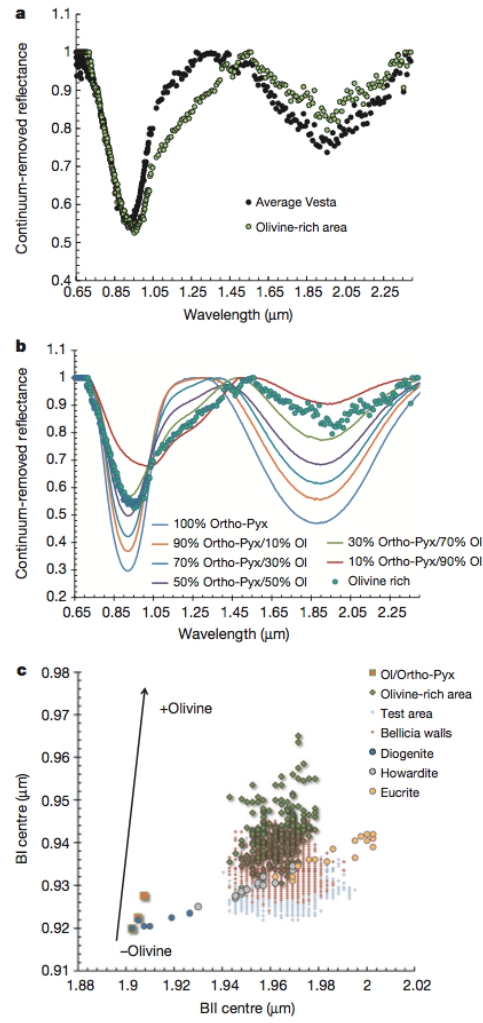 a
Continuum-removed reflectance
1
0.9
0.8
0.7
0.6
0.5
0.4
Average Vesta
Olivine-rich area
0.65 0.85 1.05 1.25 1.45 1.65 1.85 2.05 2.25
Wavelength (μm)
b
Continuum-removed reflectance
1.1
1.0
0.9
0.8
0.7
0.6
0.5
0.4
0.3
0.2
100% Ortho-Pyx
90% Ortho-Pyx/10% Ol
70% Ortho-Pyx/30% Ol
50% Ortho-Pyx/50% Ol
30% Ortho-Pyx/70% Ol
10% Ortho-Pyx/90% Ol
Olivine rich
0.65 0.85 1.05 1.25 1.45 1.65 1.85 2.05 2.25
Wavelength (μm)
c
BI centre (μm)
0.98
0.97
0.96
0.95
0.94
0.93
0.92
0.91
+Olivine
–Olivine
Ol/Ortho-Pyx
Olivine-rich area
Test area
Bellicia walls
Diogenite
Howardite
Eucrite
1.88 1.9 1.92 1.94 1.96 1.98 2 2.02
BII centre (μm)